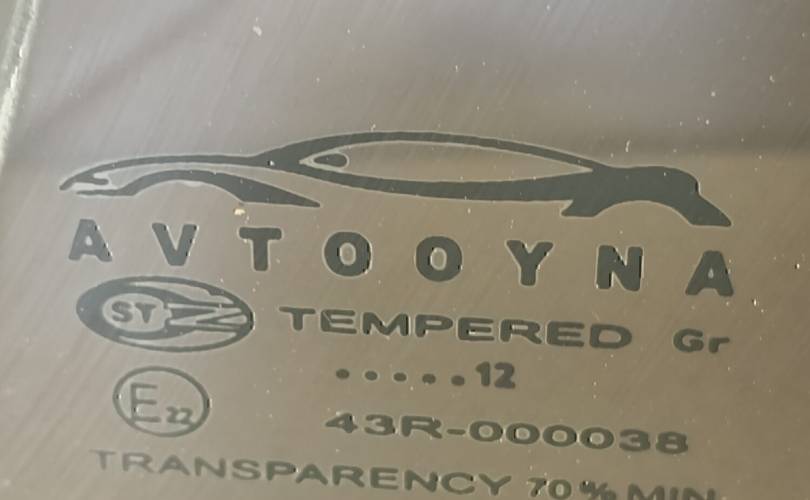 AVTOOYNA
ST TEMPERED Gr
.....12
E22 43R-000038
TRANSPARENCY 70% MIN